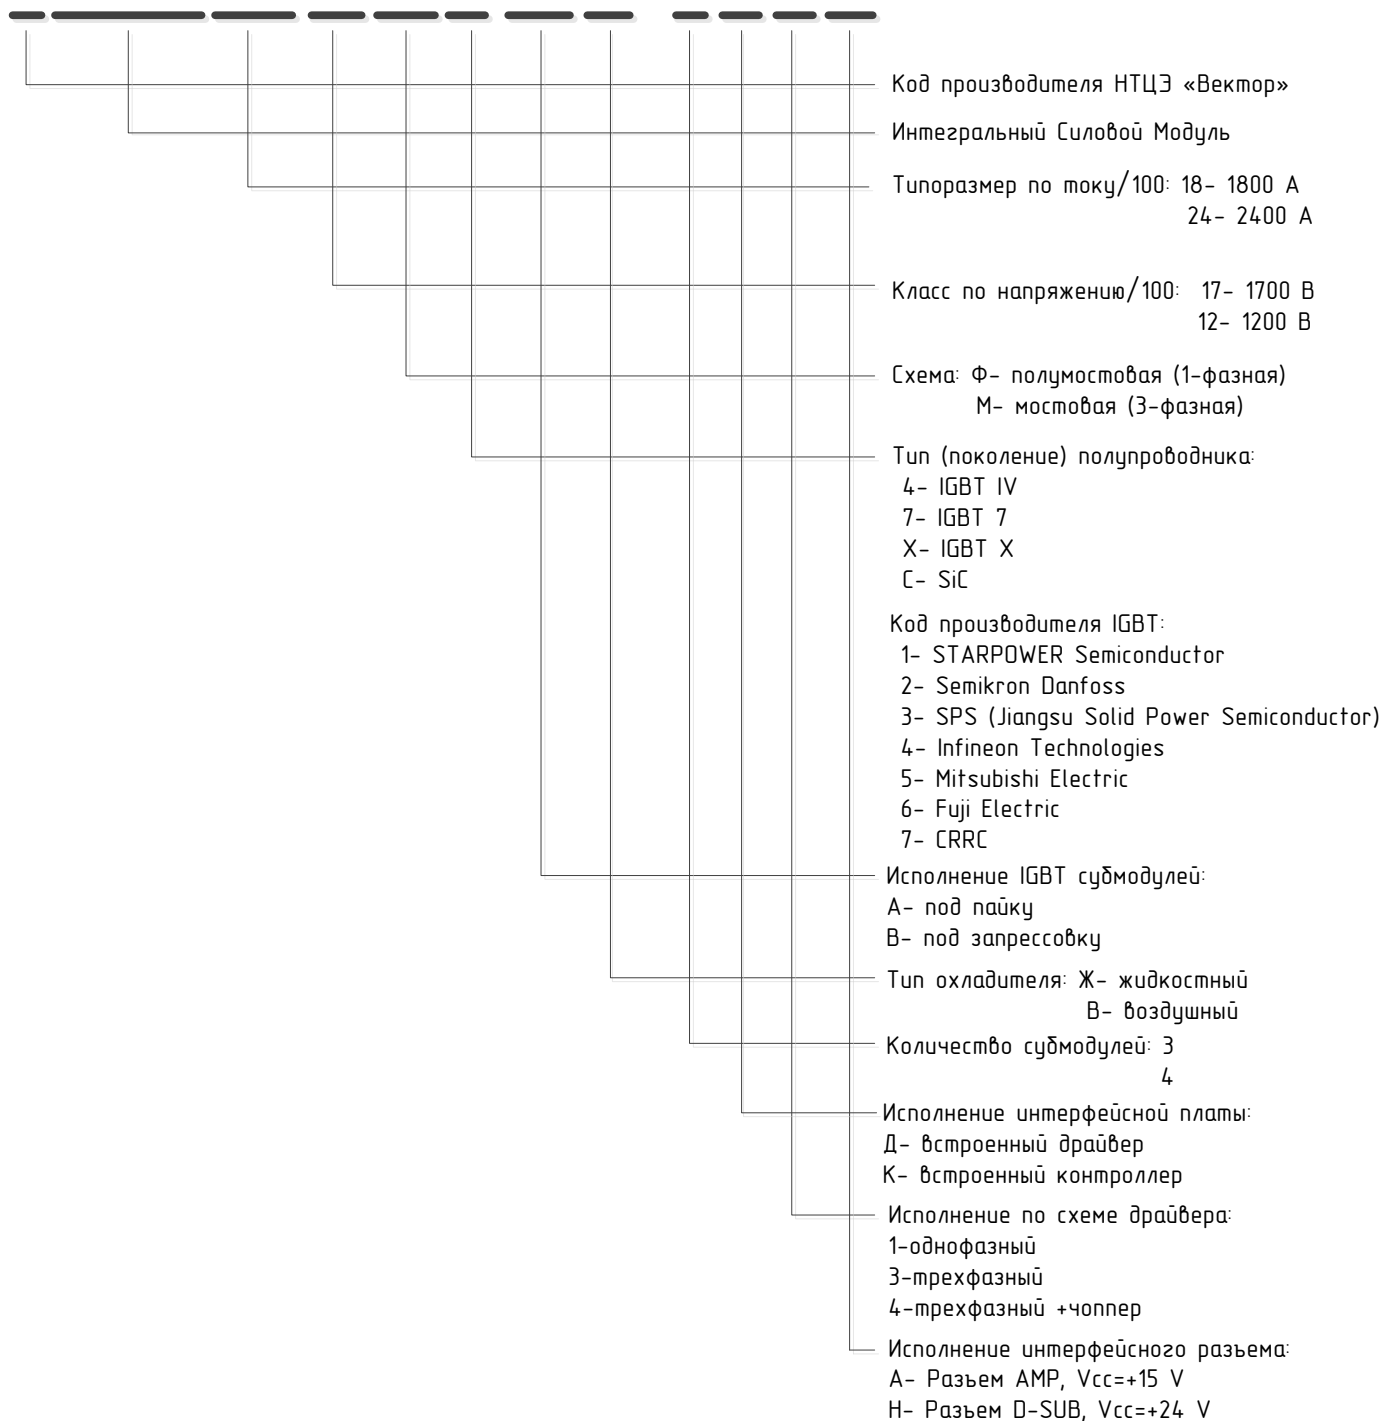 Код производителя НТЦЭ «Вектор»
Интегральный Силовой Модуль
Типоразмер по току/100: 18- 1800 А
24- 2400 А
Класс по напряжению/100: 17- 1700 В
12- 1200 В
Схема: Ф- полумостовая (1-фазная)
М- мостовая (3-фазная)
Тип (поколение) полупроводника:
4- IGBT IV
7- IGBT 7
X- IGBT X
C- SiC
Код производителя IGBT:
1- STARPOWER Semiconductor
2- Semikron Danfoss
3- SPS (Jiangsu Solid Power Semiconductor)
4- Infineon Technologies
5- Mitsubishi Electric
6- Fuji Electric
7- CRRC
Исполнение IGBT субмодулей:
А- под пайку
В- под запрессовку
Тип охладителя: Ж- жидкостный
В- воздушный
Количество субмодулей: 3
4
Исполнение интерфейсной платы:
Д- встроенный драйвер
К- встроенный контроллер
Исполнение по схеме драйвера:
1-однофазный
3-трехфазный
4-трехфазный +чоппер
Исполнение интерфейсного разъема:
А- Разъем AMP, Vcc=+15 V
Н- Разъем D-SUB, Vcc=+24 V